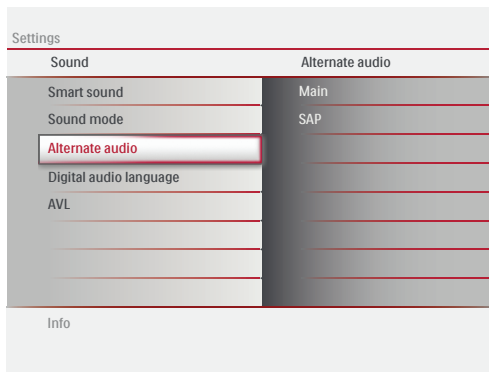 Settings
Sound Alternate audio
Smart sound Main
Sound mode SAP
Alternate audio
Digital audio language
AVL
Info